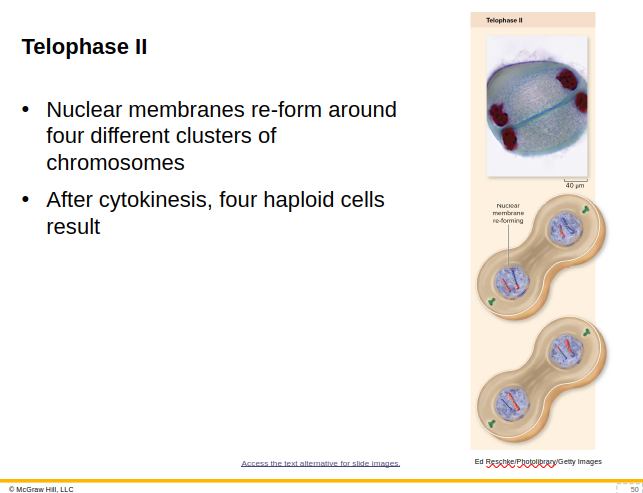 Telophase II
• Nuclear membranes re-form around
four different clusters of
chromosomes
• After cytokinesis, four haploid cells
result
Telophase II
40 µm
Nuclear
membrane
re-forming
Access the text alternative for slide images.
Ed Reschke/Photolibrary/Getty Images
© McGraw Hill, LLC
50